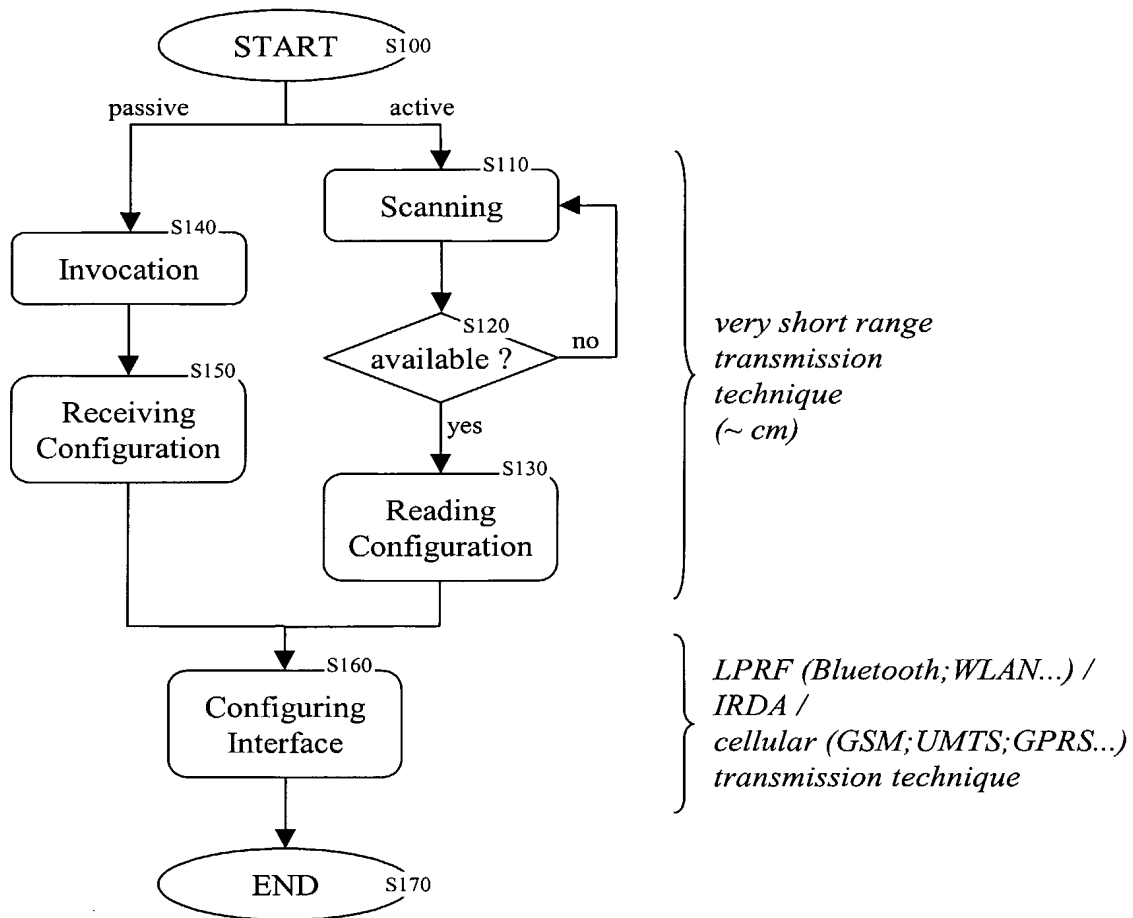 START
S100
passive
active
S110
Scanning
S140
Invocation
S120
available ?
no
S150
Receiving
Configuration
yes
S130
Reading
Configuration
very short range
transmission
technique
(~ cm)
S160
Configuring
Interface
LPRF (Bluetooth;WLAN...) /
IRDA /
cellular (GSM;UMTS;GPRS...)
transmission technique
END
S170